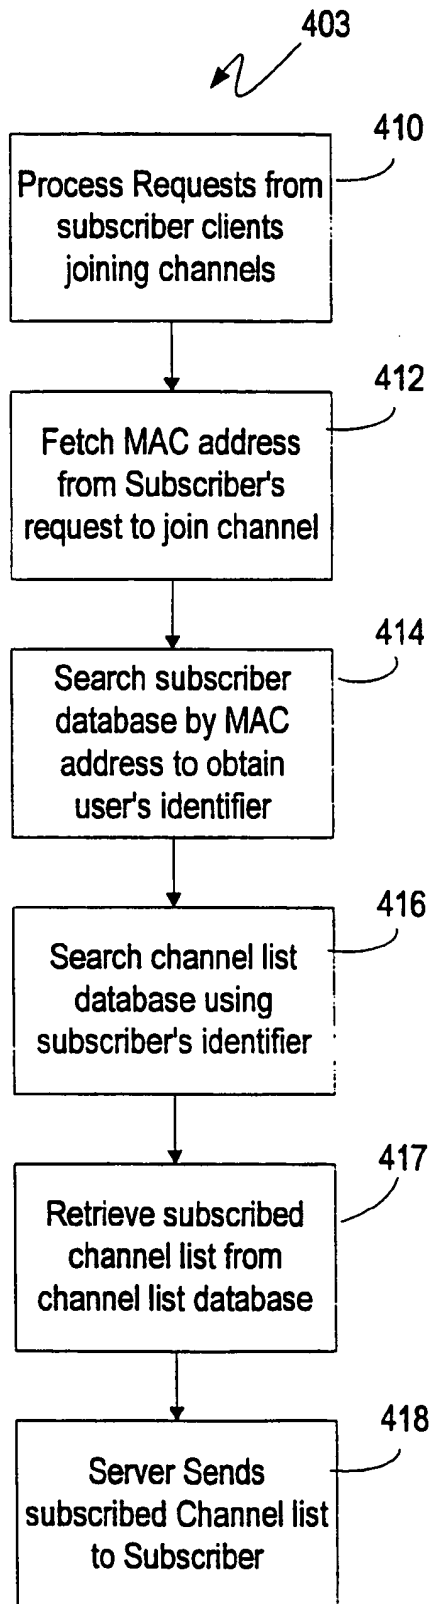 403
410
Process Requests from
subscriber clients
joining channels
412
Fetch MAC address
from Subscriber's
request to join channel
414
Search subscriber
database by MAC
address to obtain
user's identifier
416
Search channel list
database using
subscriber's identifier
417
Retrieve subscribed
channel list from
channel list database
418
Server Sends
subscribed Channel list
to Subscriber